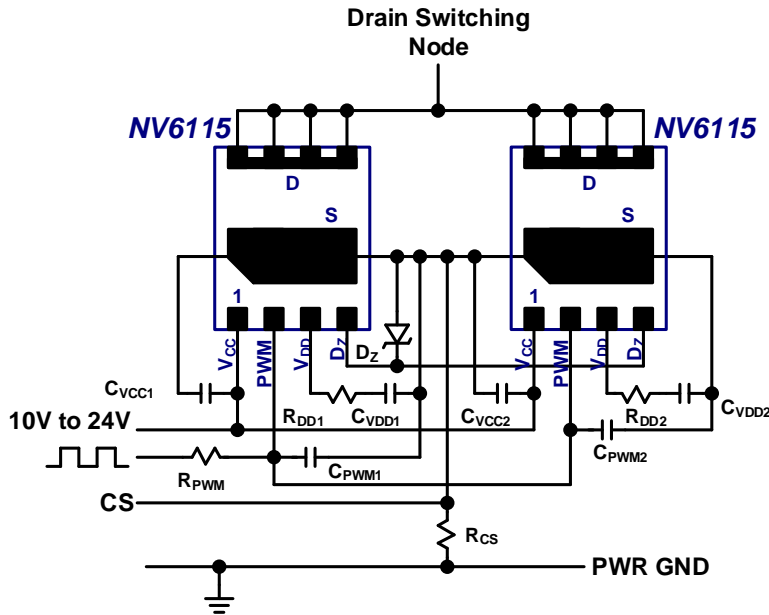 Drain Switching
Node
NV6115
NV6115
D
D
S
S
1
1
VCC
PWM
VDD
DZ
DZ
VCC
PWM
VDD
DZ
CVCC1
RDD1
CVDD1
CVCC2
RDD2
CVDD2
10V to 24V
RPWM
CPWM1
CPWM2
CS
RCS
PWR GND